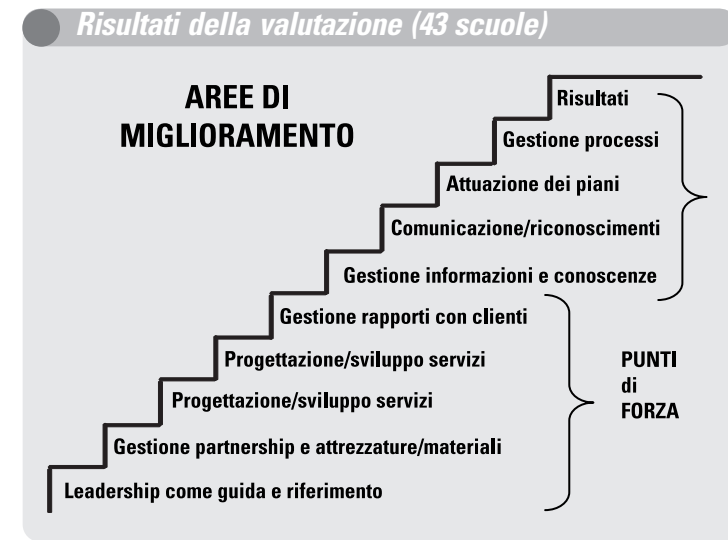 Risultati della valutazione (43 scuole)
AREE DI
MIGLIORAMENTO
Risultati
Gestione processi
Attuazione dei piani
Comunicazione/riconoscimenti
Gestione informazioni e conoscenze
Gestione rapporti con clienti
Progettazione/sviluppo servizi
Progettazione/sviluppo servizi
Gestione partnership e attrezzature/materiali
Leadership come guida e riferimento
PUNTI
di
FORZA